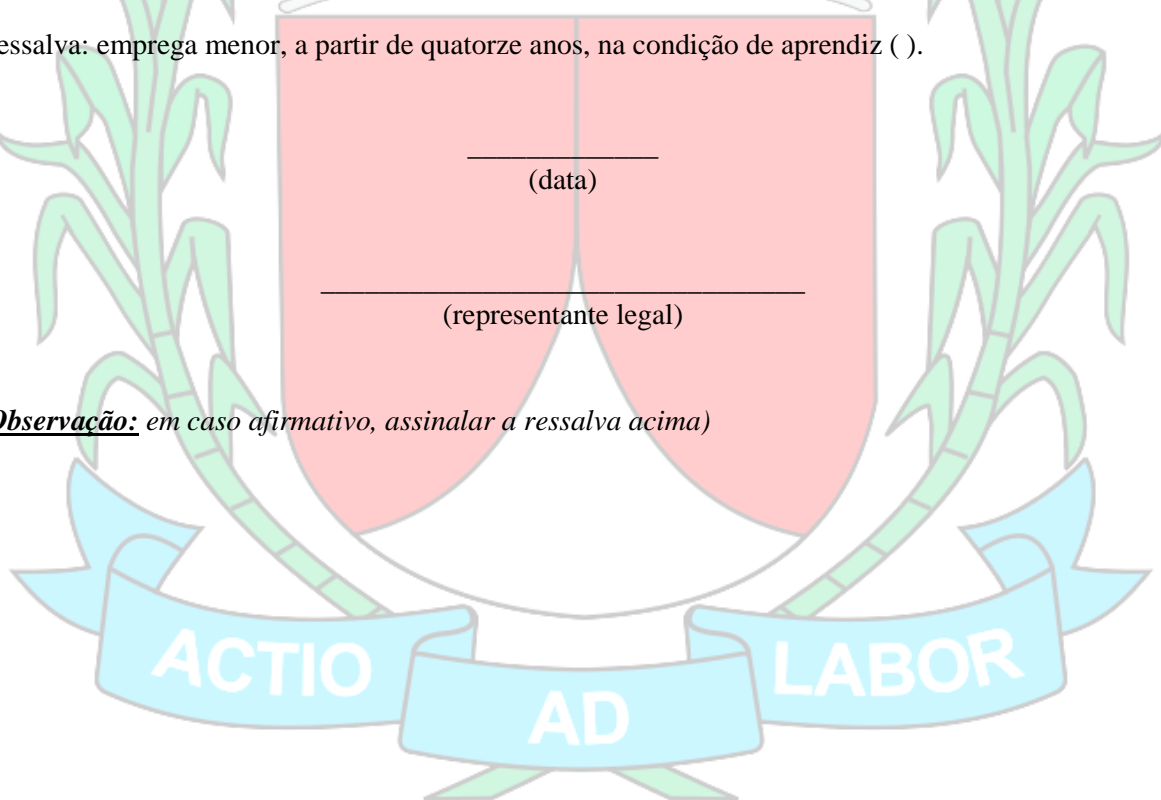 essalva: emprega menor, a partir de quatorze anos, na condição de aprendiz ( ).
_____________
(data)
_________________________________
(representante legal)
Observação: em caso afirmativo, assinalar a ressalva acima)
ACTIO AD LABOR